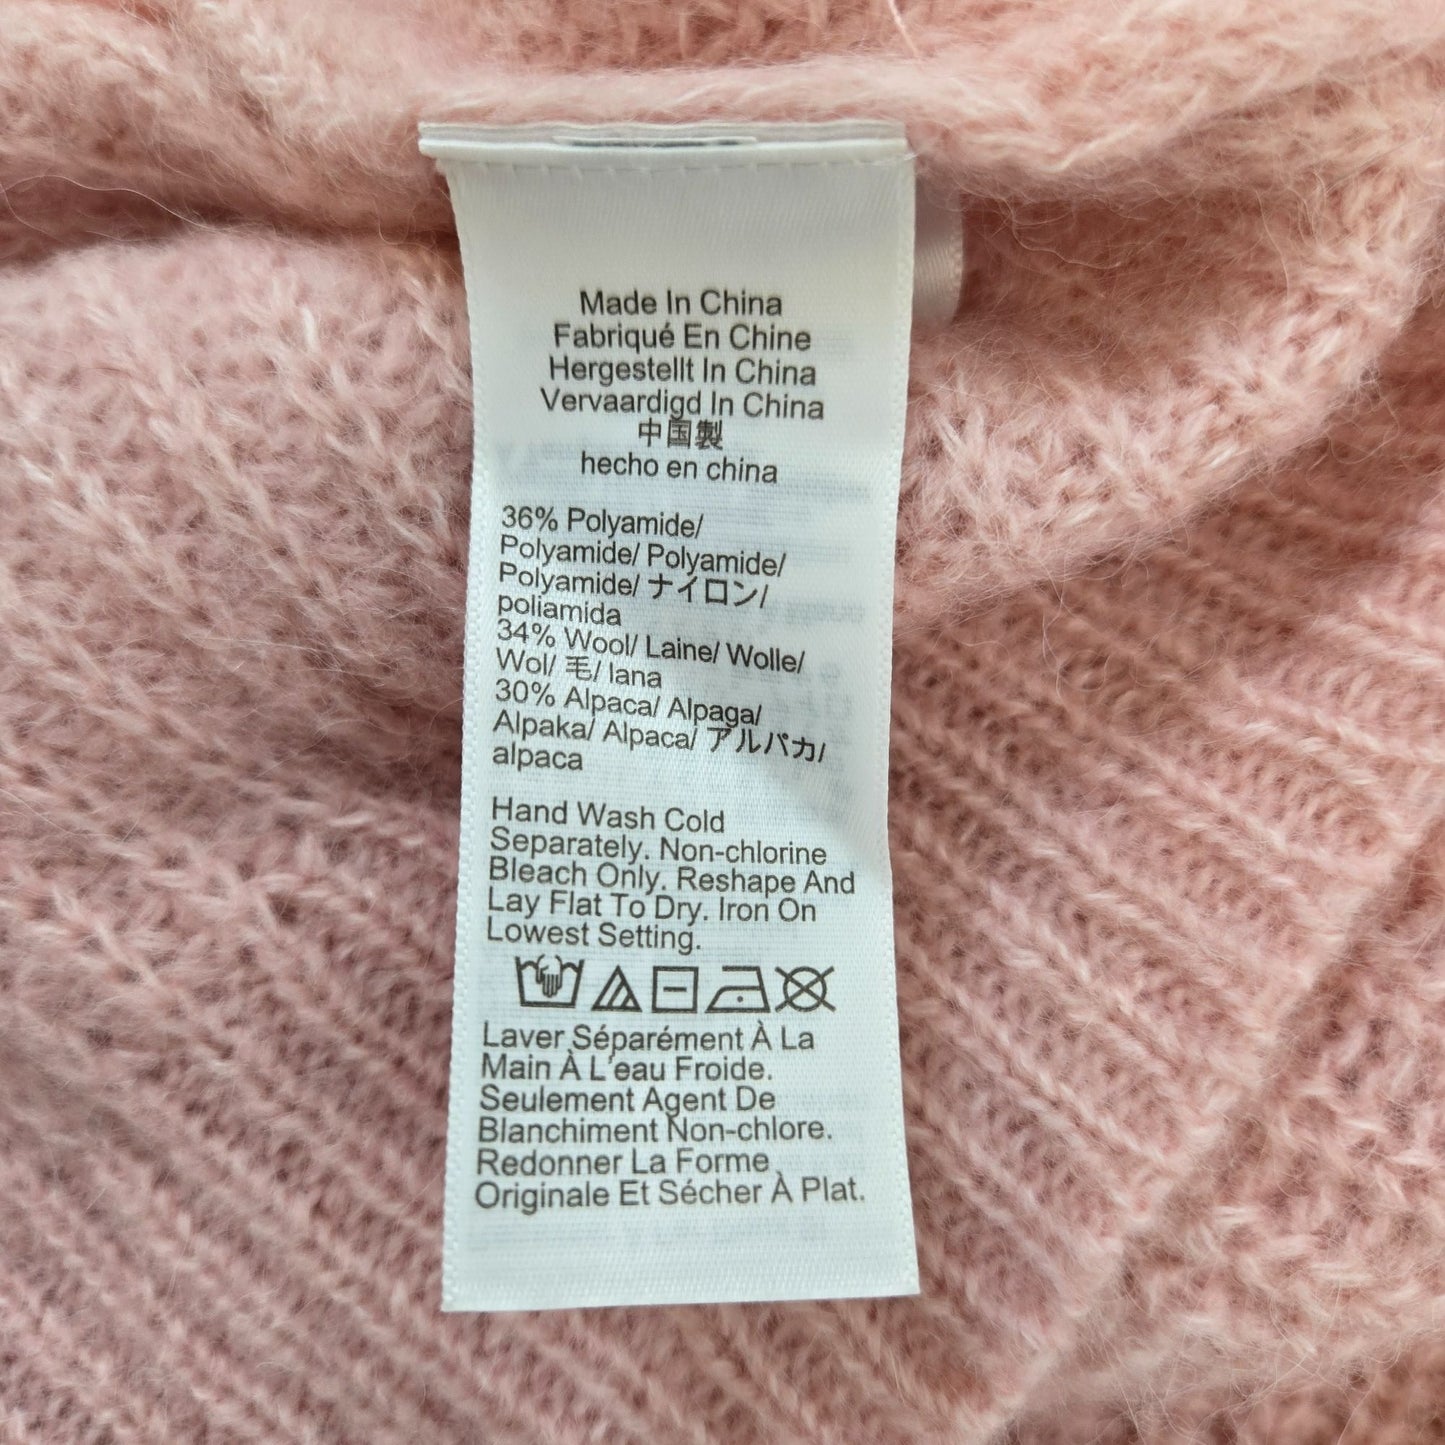 Made In China
Fabriqué En Chine
Hergestellt In China
Vervaardigd In China
中国製
hecho en china
36% Polyamide/
Polyamide/ Polyamide/
Polyamide/ ナイロン/
poliamida
34% Wool/ Laine/ Wolle/
Wol/ 毛/ lana
30% Alpaca/ Alpaga/
Alpaka/ Alpaca/ アルパカ/
alpaca
Hand Wash Cold
Separately. Non-chlorine
Bleach Only. Reshape And
Lay Flat To Dry. Iron On
Lowest Setting.
Laver Séparément À La
Main À L'eau Froide.
Seulement Agent De
Blanchiment Non-chlore.
Redonner La Forme
Originale Et Sécher À Plat.